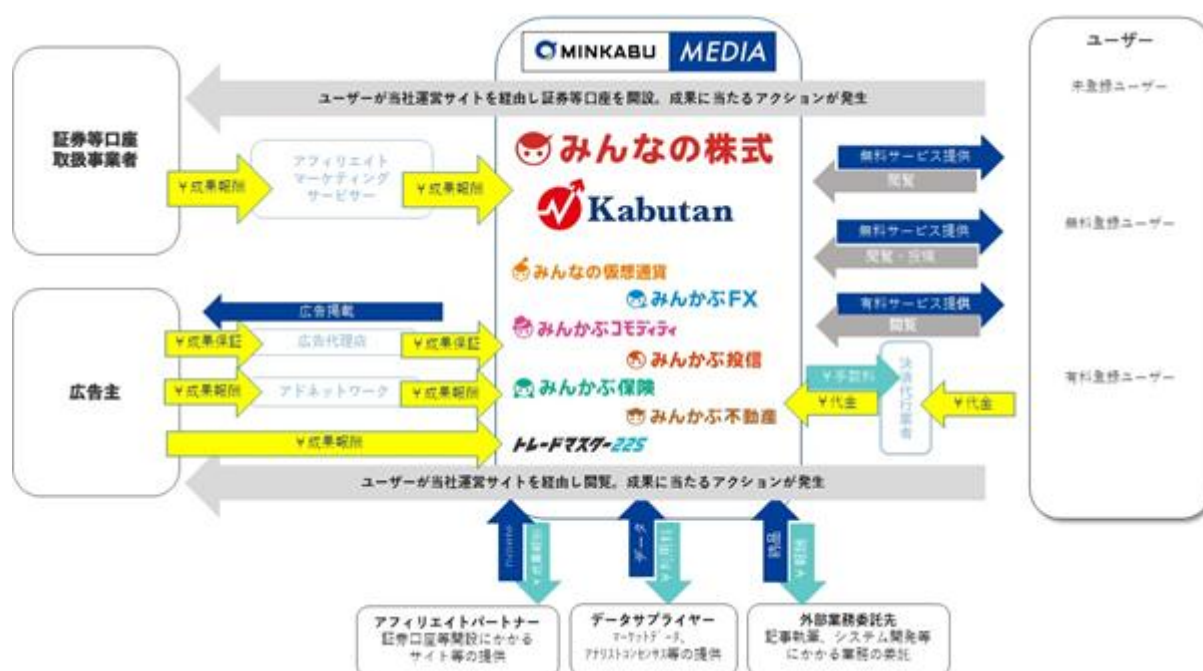 MINKABU MEDIA
ユーザー
ユーザーが当社運営サイトを経由し証券等口座を開設。成果に当たるアクションが発生
未登録ユーザー
証券等口座
取扱事業者
アフィリエイト
マーケティング
サービサー
¥成果報酬
¥成果報酬
みんなの株式
Kabutan
無料サービス提供
閲覧
無料サービス提供
閲覧・投稿
無料登録ユーザー
みんなの仮想通貨
みんかぶFX
みんかぶコモディティ
みんかぶ投信
みんかぶ保険
みんかぶ不動産
トレードマスター225
有料サービス提供
閲覧
有料登録ユーザー
広告主
広告掲載
¥成果保証
広告代理店
¥成果保証
¥成果報酬
アドネットワーク
¥成果報酬
¥成果報酬
¥手数料
¥代金
決済代行業者
¥代金
ユーザーが当社運営サイトを経由し閲覧。成果に当たるアクションが発生
¥成果報酬
データ
¥利用料
納品
¥報酬
アフィリエイトパートナー
証券口座等開設にかかる
サイト等の提供
データサプライヤー
マーケットデータ、
アナリストコンセンサス等の提供
外部業務委託先
記事執筆、システム開発等
にかかる業務の委託